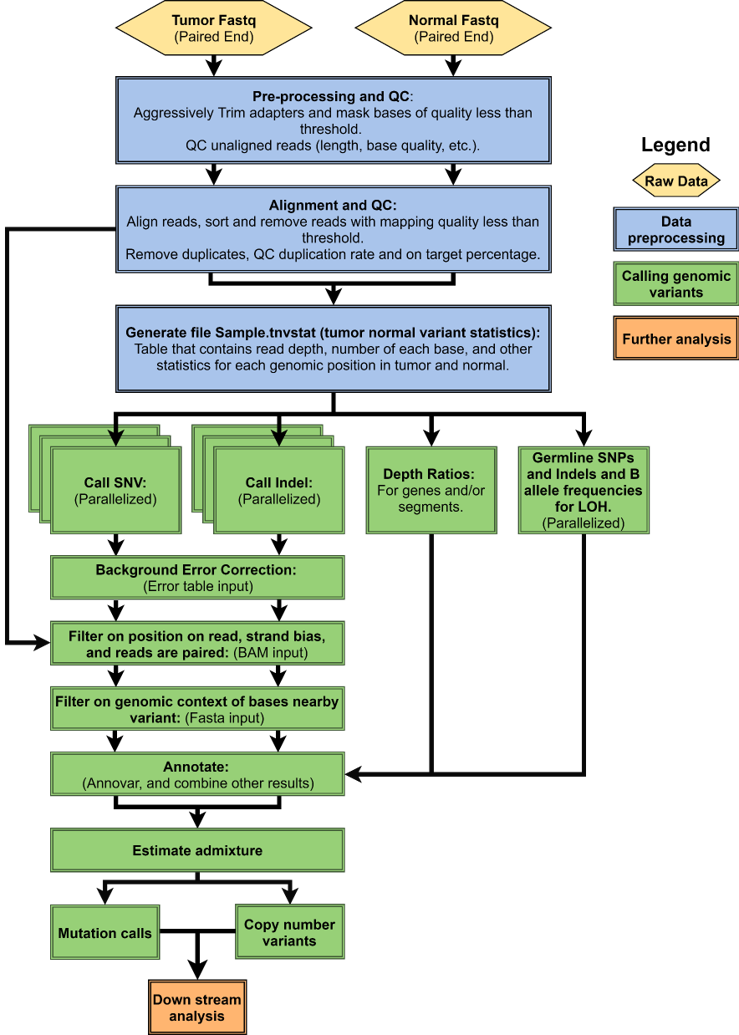 Tumor Fastq
(Paired End)
Normal Fastq
(Paired End)
Pre-processing and QC:
Aggressively Trim adapters and mask bases of quality less than
threshold.
QC unaligned reads (length, base quality, etc.).
Alignment and QC:
Align reads, sort and remove reads with mapping quality less than
threshold.
Remove duplicates, QC duplication rate and on target percentage.
Generate file Sample.tnvstat (tumor normal variant statistics):
Table that contains read depth, number of each base, and other
statistics for each genomic position in tumor and normal.
Call SNV:
(Parallelized)
Call Indel:
(Parallelized)
Depth Ratios:
For genes and/or
segments.
Germline SNPs
and Indels and B
allele frequencies
for LOH.
(Parallelized)
Background Error Correction:
(Error table input)
Filter on position on read, strand bias,
and reads are paired: (BAM input)
Filter on genomic context of bases nearby
variant: (Fasta input)
Annotate:
(Annovar, and combine other results)
Estimate admixture
Mutation calls
Copy number
variants
Down stream
analysis
Legend
Raw Data
Data
preprocessing
Calling genomic
variants
Further analysis